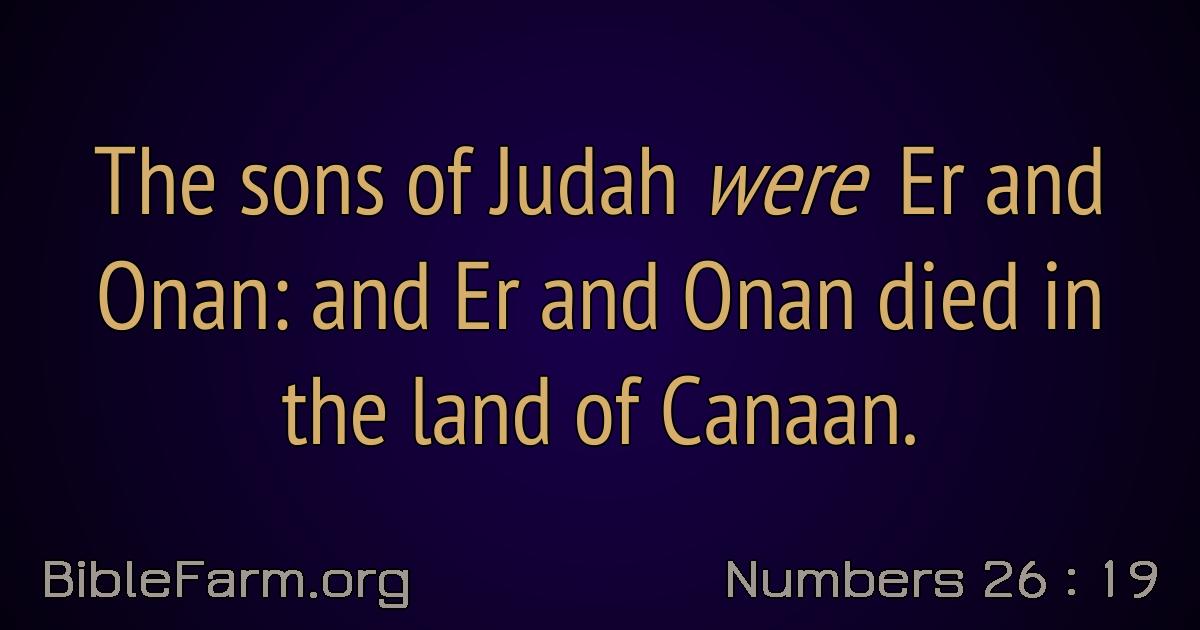 The sons of Judah were Er and
Onan: and Er and Onan died in
the land of Canaan.
BibleFarm.org
Numbers 26 : 19